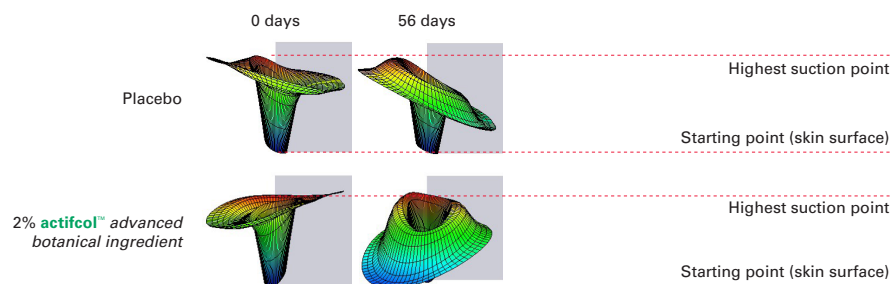 0 days 56 days
Highest suction point
Placebo
Starting point (skin surface)
2% actifcol™ advanced
botanical ingredient
Highest suction point
Starting point (skin surface)